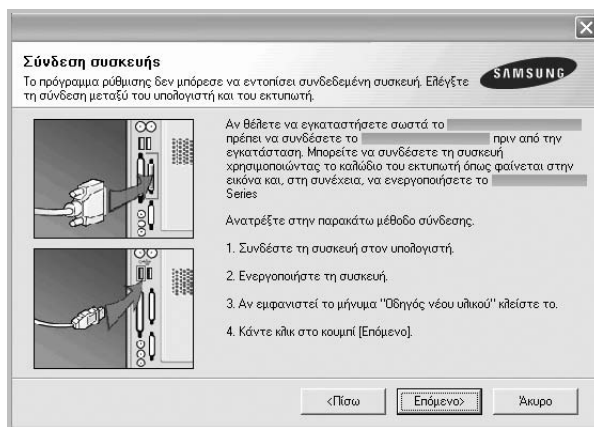 Σύνδεση συσκευής
Το πρόγραμμα ρύθμισης δεν μπόρεσε να εντοπίσει συνδεδεμένη συσκευή. Ελέγξτε
τη σύνδεση μεταξύ του υπολογιστή και του εκτυπωτή.
SAMSUNG
Αν θέλετε να εγκαταστήσετε σωστά το
πρέπει να συνδέσετε το πριν από την
εγκατάσταση. Μπορείτε να συνδέσετε τη συσκευή
χρησιμοποιώντας το καλώδιο του εκτυπωτή όπως φαίνεται στην
εικόνα και, στη συνέχεια, να ενεργοποιήσετε το
Series
Ανατρέξτε στην παρακάτω μέθοδο σύνδεσης.
1. Συνδέστε τη συσκευή στον υπολογιστή.
2. Ενεργοποιήστε τη συσκευή.
3. Αν εμφανιστεί το μήνυμα "Οδηγός νέου υλικού" κλείστε το.
4. Κάντε κλικ στο κουμπί [Επόμενο].
<Πίσω
Επόμενο>
Άκυρο